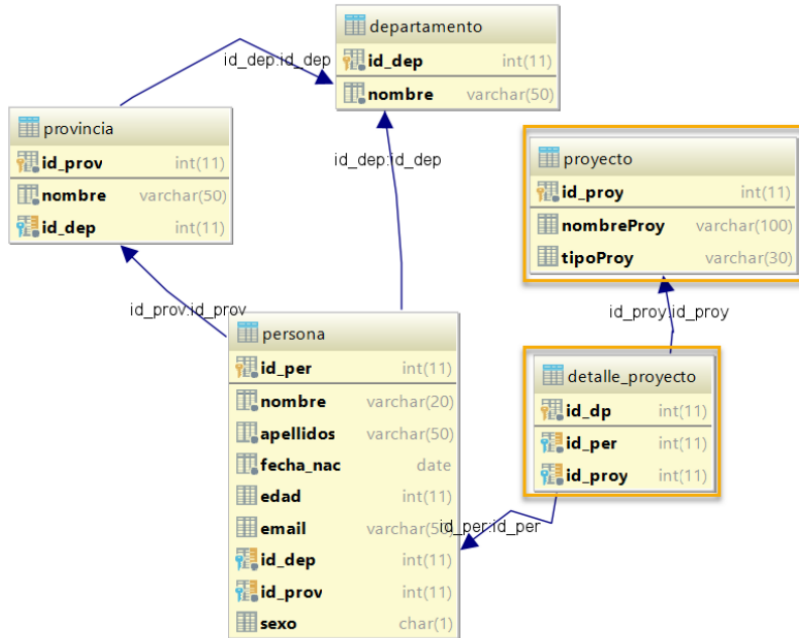 departamento
id_dep int(11)
nombre varchar(50)
id_dep:id_dep
provincia
id_prov int(11)
nombre varchar(50)
id_dep int(11)
id_dep:id_dep
proyecto
id_proy int(11)
nombreProy varchar(100)
tipoProy varchar(30)
id_prov:id_prov
id_proy:id_proy
persona
id_per int(11)
nombre varchar(20)
apellidos varchar(50)
fecha_nac date
edad int(11)
email varchar(50)
id_dep int(11)
id_prov int(11)
sexo char(1)
detalle_proyecto
id_dp int(11)
id_per int(11)
id_proy int(11)
id_per:id_per